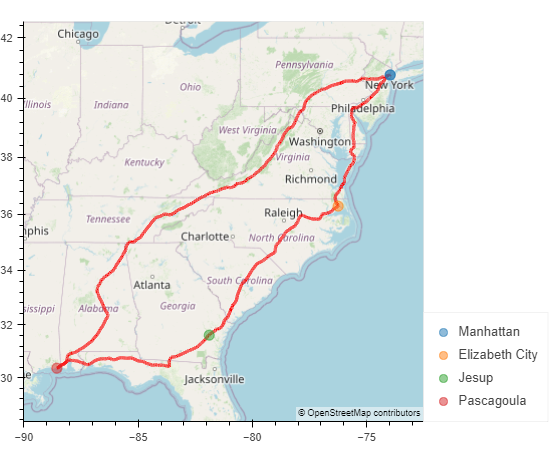 Detroit
Chicago
42
Pennsylvania
New York
40
Philadelphia
Ohio
Illinois
Indiana
West Virginia
Washington
38
Virginia
Kentucky
Richmond
36
Raleigh
Tennessee
phis
Charlotte
North Carolina
34
Atlanta
South Carolina
ssissippi
Alabama
Georgia
32
30
e
Jacksonville
© OpenStreetMap contributors
−90
−85
−80
−75
Manhattan
Elizabeth City
Jesup
Pascagoula